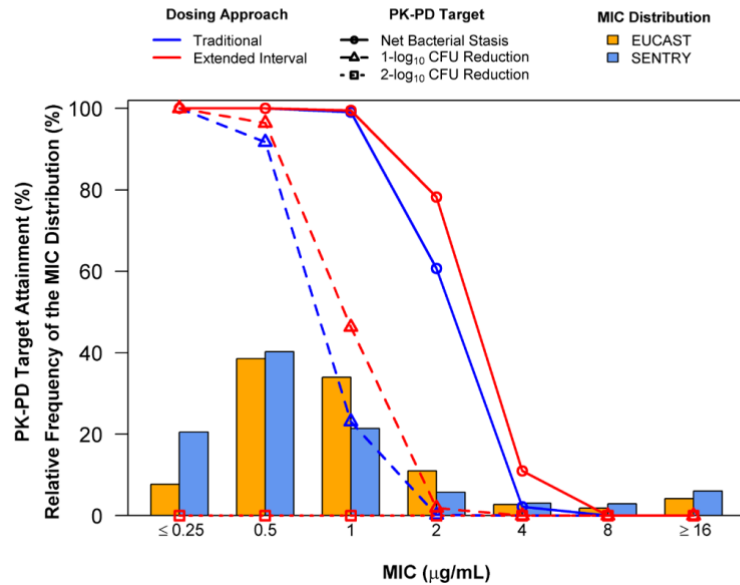 Dosing Approach
Traditional
Extended Interval
PK-PD Target
Net Bacterial Stasis
1-log₁₀ CFU Reduction
2-log₁₀ CFU Reduction
MIC Distribution
EUCAST
SENTRY
PK-PD Target Attainment (%)
Relative Frequency of the MIC Distribution (%)
100
80
60
40
20
0
≤0.25
0.5
1
2
4
8
≥16
MIC (μg/mL)